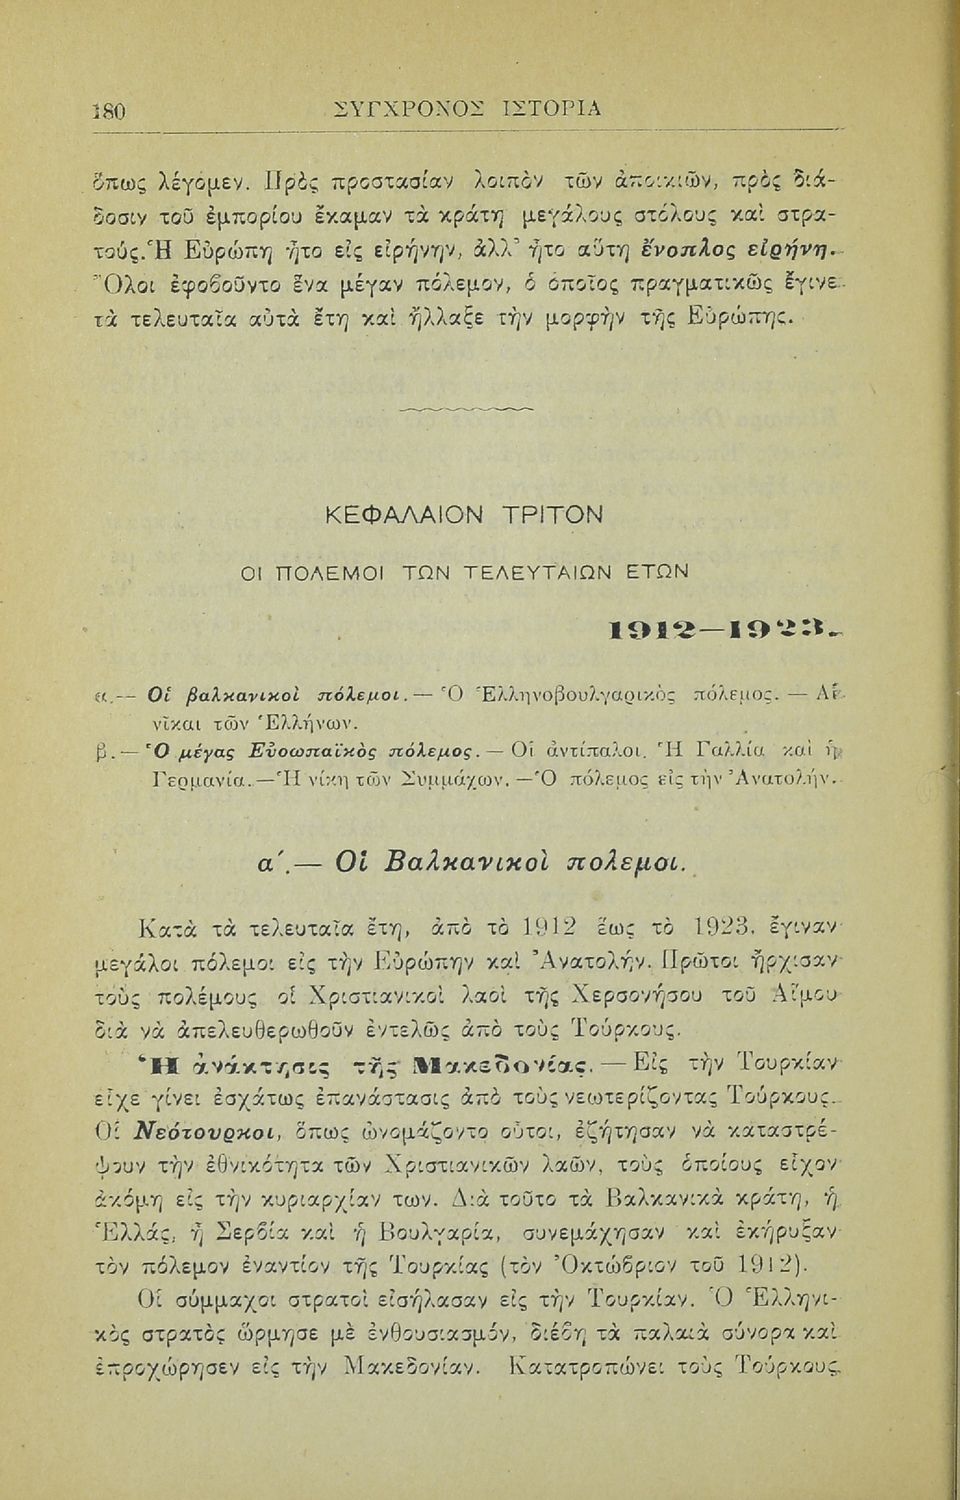 180 ΣΥΓΧΡΟΝΟΣ ΙΣΤΟΡΙΑ
ὅπως λέγομεν. Πρὸς προστασίαν λοιπὸν τῶν ἀποικιῶν, πρὸς διά-
δοσιν τοῦ ἐμπορίου ἔκαμαν τὰ κράτη μεγάλους στόλους καὶ στρα-
τούς. Ἡ Εὐρώπη ἦτο εἰς εἰρήνην, ἀλλ’ ἦτο αὕτη ἔνοπλος εἰρήνη.
Ὅλοι ἐφοβοῦντο ἕνα μέγαν πόλεμον, ὁ ὁποῖος πραγματικῶς ἔγινε
τὰ τελευταῖα αὐτὰ ἔτη καὶ ἤλλαξε τὴν μορφὴν τῆς Εὐρώπης.
ΚΕΦΑΛΑΙΟΝ ΤΡΙΤΟΝ
ΟΙ ΠΟΛΕΜΟΙ ΤΩΝ ΤΕΛΕΥΤΑΙΩΝ ΕΤΩΝ
1912—1923.
α.— Οἱ βαλκανικοὶ πόλεμοι.— Ὁ Ἑλληνοβουλγαρικὸς πόλεμος. — Αἱ
νῖκαι τῶν Ἑλλήνων.
β.— Ὁ μέγας Εὐρωπαϊκὸς πόλεμος.— Οἱ ἀντίπαλοι. Ἡ Γαλλία καὶ ἡ
Γερμανία.—Ἡ νίκη τῶν Συμμάχων.—Ὁ πόλεμος εἰς τὴν Ἀνατολήν.
α΄.— Οἱ Βαλκανικοὶ πολεμοι.
Κατὰ τὰ τελευταῖα ἔτη, ἀπὸ τὸ 1912 ἕως τὸ 1923, ἔγιναν
μεγάλοι πόλεμοι εἰς τὴν Εὐρώπην καὶ Ἀνατολήν. Πρῶτοι ἤρχισαν
τοὺς πολέμους οἱ Χριστιανικοὶ λαοὶ τῆς Χερσονήσου τοῦ Αἵμου
διὰ νὰ ἀπελευθερωθοῦν ἐντελῶς ἀπὸ τοὺς Τούρκους.
Ἡ ἀνάκτησις τῆς Μακεδονίας.—Εἰς τὴν Τουρκίαν
εἶχε γίνει ἐσχάτως ἐπανάστασις ἀπὸ τοὺς νεωτερίζοντας Τούρκους.
Οἱ Νεότουρκοι, ὅπως ὠνομάζοντο οὗτοι, ἐζήτησαν νὰ καταστρέ-
ψουν τὴν ἐθνικότητα τῶν Χριστιανικῶν λαῶν, τοὺς ὁποίους εἶχον
ἀκόμη εἰς τὴν κυριαρχίαν των. Διὰ τοῦτο τὰ Βαλκανικὰ κράτη, ἡ
Ἑλλάς, ἡ Σερβία καὶ ἡ Βουλγαρία, συνεμάχησαν καὶ ἐκήρυξαν
τὸν πόλεμον ἐναντίον τῆς Τουρκίας (τὸν Ὀκτώβριον τοῦ 1912).
Οἱ σύμμαχοι στρατοὶ εἰσήλασαν εἰς τὴν Τουρκίαν. Ὁ Ἑλληνι-
κὸς στρατὸς ὥρμησε μὲ ἐνθουσιασμόν, διέβη τὰ παλαιὰ σύνορα καὶ
ἐπροχώρησεν εἰς τὴν Μακεδονίαν. Κατατροπώνει τοὺς Τούρκους